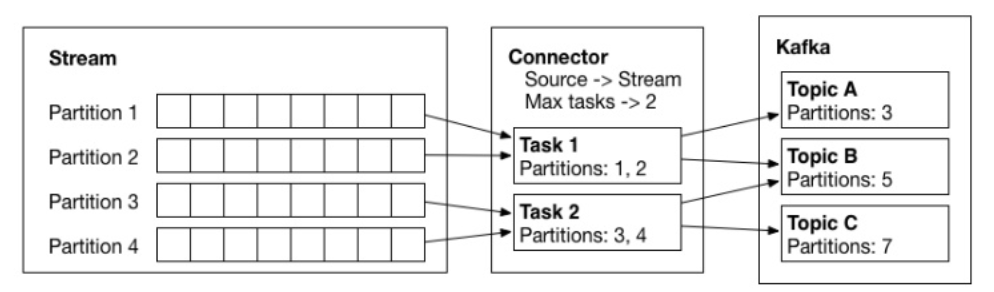 Stream
Partition 1
Partition 2
Partition 3
Partition 4
Connector
Source -> Stream
Max tasks -> 2
Task 1
Partitions: 1, 2
Task 2
Partitions: 3, 4
Kafka
Topic A
Partitions: 3
Topic B
Partitions: 5
Topic C
Partitions: 7